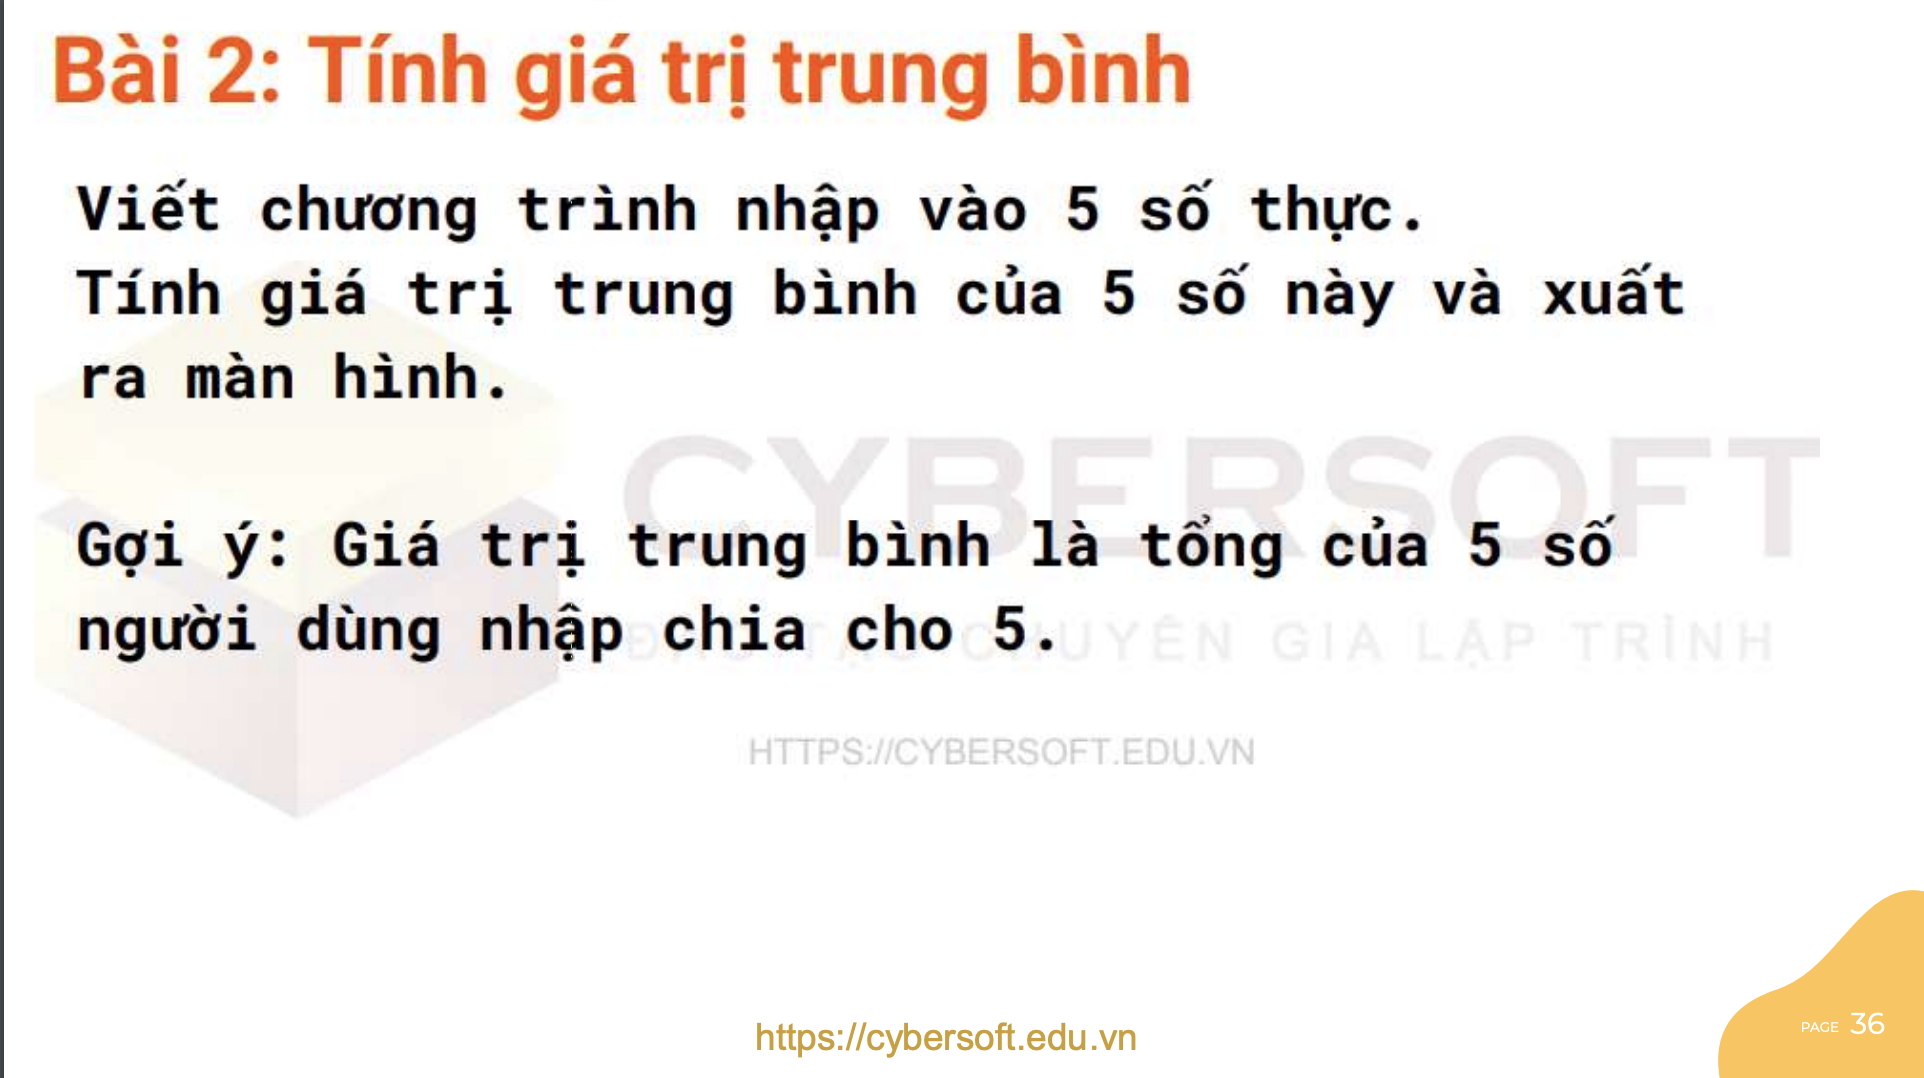 Bài 2: Tính giá trị trung bình
Viết chương trình nhập vào 5 số thực.
Tính giá trị trung bình của 5 số này và xuất
ra màn hình.
CYBERSOFT
Gợi ý: Giá trị trung bình là tổng của 5 số
người dùng nhập chia cho 5.
ĐÀO TẠO CHUYÊN GIA LẬP TRÌNH
HTTPS://CYBERSOFT.EDU.VN
https://cybersoft.edu.vn
PAGE 36